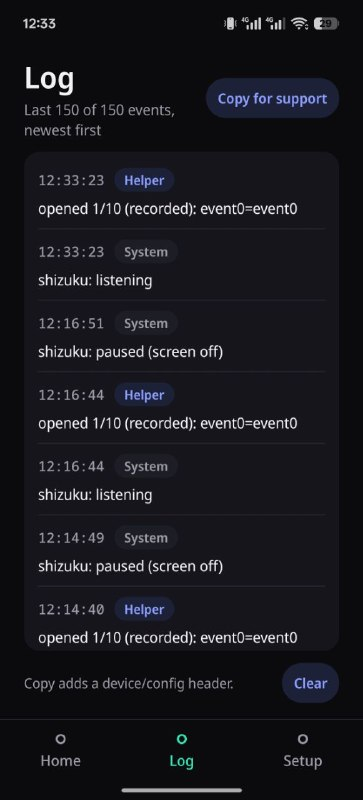 12:33
4G
4G
29
Log
Copy for support
Last 150 of 150 events,
newest first
12:33:23 Helper
opened 1/10 (recorded): event0=event0
12:33:23 System
shizuku: listening
12:16:51 System
shizuku: paused (screen off)
12:16:44 Helper
opened 1/10 (recorded): event0=event0
12:16:44 System
shizuku: listening
12:14:49 System
shizuku: paused (screen off)
12:14:40 Helper
opened 1/10 (recorded): event0=event0
Copy adds a device/config header.
Clear
Home Log Setup